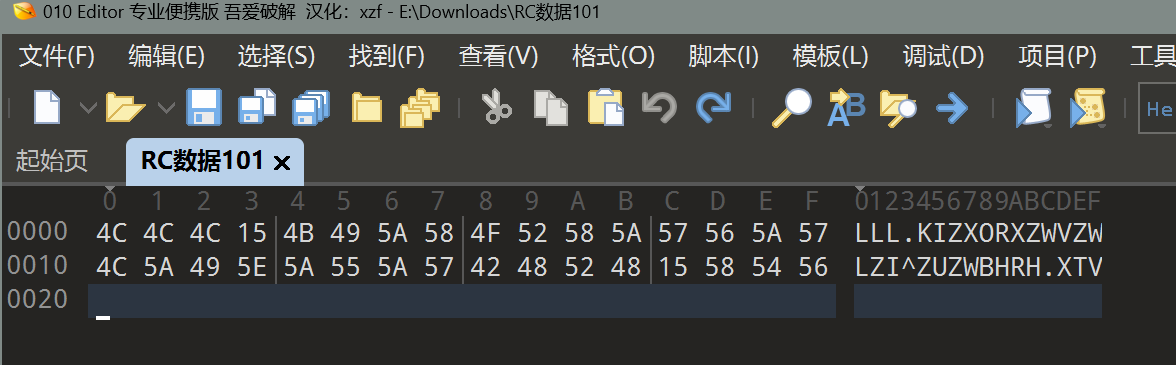 010 Editor 专业便携版 吾爱破解 汉化：xzf - E:\Downloads\RC数据101
文件(F) 编辑(E) 选择(S) 找到(F) 查看(V) 格式(O) 脚本(I) 模板(L) 调试(D) 项目(P) 工具
He
起始页 RC数据101
0 1 2 3 4 5 6 7 8 9 A B C D E F 0123456789ABCDEF
0000 4C 4C 4C 15 4B 49 5A 58 4F 52 58 5A 57 56 5A 57 LLL.KIZXORXZWVZW
0010 4C 5A 49 5E 5A 55 5A 57 42 48 52 48 15 58 54 56 LZI^ZUZWBHRH.XTV
0020